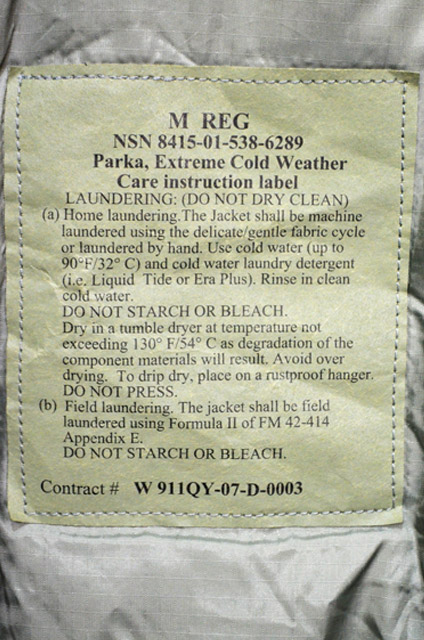 M REG
NSN 8415-01-538-6289
Parka, Extreme Cold Weather
Care instruction label
LAUNDERING: (DO NOT DRY CLEAN)
(a) Home laundering.The Jacket shall be machine
laundered using the delicate/gentle fabric cycle
or laundered by hand. Use cold water (up to
90°F/32° C) and cold water laundry detergent
(i.e. Liquid Tide or Era Plus). Rinse in clean
cold water.
DO NOT STARCH OR BLEACH.
Dry in a tumble dryer at temperature not
exceeding 130° F/54° C as degradation of the
component materials will result. Avoid over
drying. To drip dry, place on a rustproof hanger.
DO NOT PRESS.
(b) Field laundering. The jacket shall be field
laundered using Formula II of FM 42-414
Appendix E.
DO NOT STARCH OR BLEACH.
Contract # W 911QY-07-D-0003